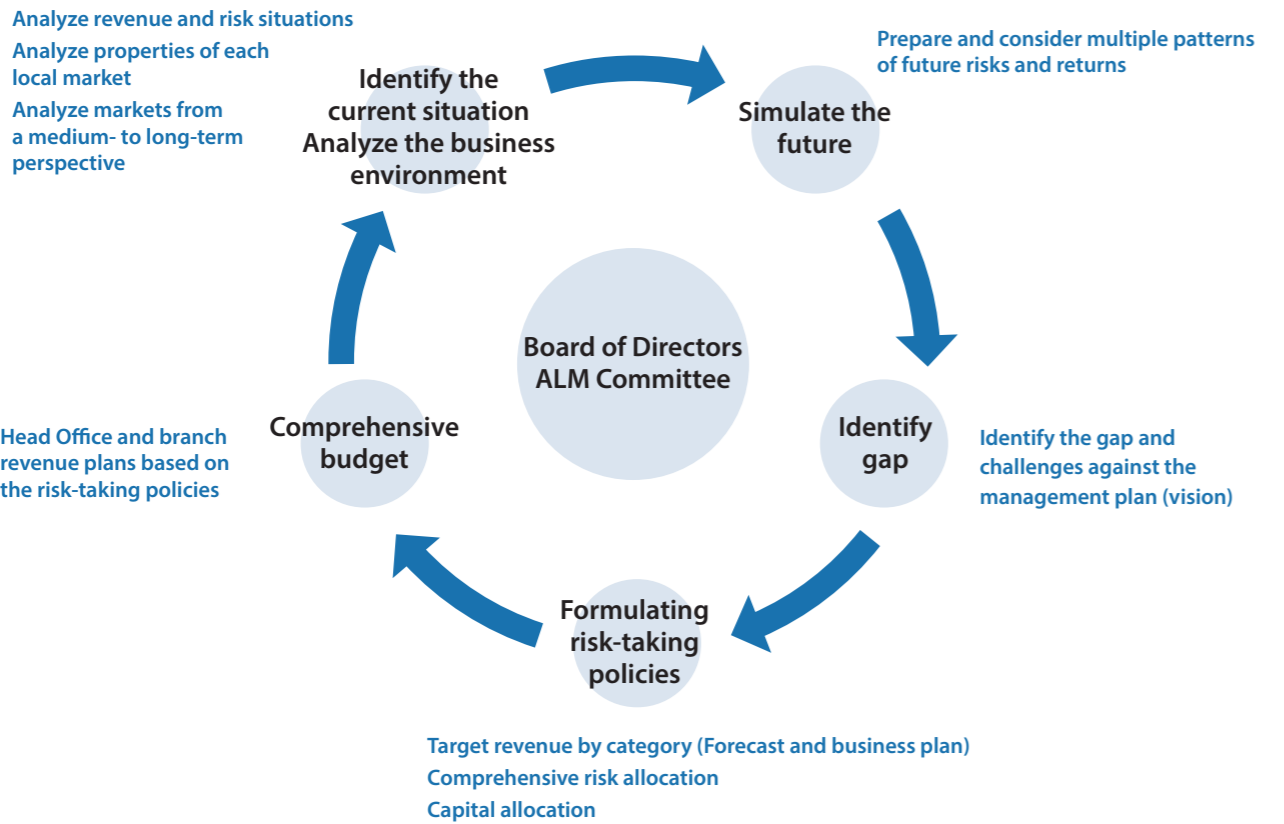 Analyze revenue and risk situations
Analyze properties of each
local market
Analyze markets from
a medium- to long-term
perspective
Identify the
current situation
Analyze the business
environment
Simulate the
future
Prepare and consider multiple patterns
of future risks and returns
Board of Directors
ALM Committee
Identify
gap
Identify the gap and
challenges against the
management plan (vision)
Formulating
risk-taking
policies
Target revenue by category (Forecast and business plan)
Comprehensive risk allocation
Capital allocation
Comprehensive
budget
Head Office and branch
revenue plans based on
the risk-taking policies